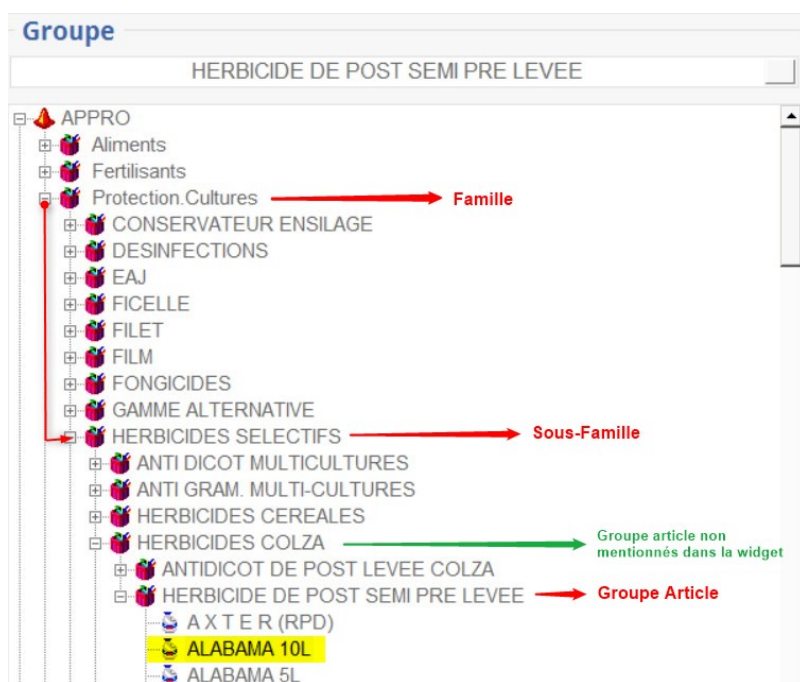 Groupe
HERBICIDE DE POST SEMI PRE LEVEE
APPRO
Aliments
Fertilisants
Protection.Cultures
Famille
CONSERVATEUR ENSILAGE
DESINFECTIONS
EAJ
FICELLE
FILET
FILM
FONGICIDES
GAMME ALTERNATIVE
HERBICIDES SELECTIFS
Sous-Famille
ANTI DICOT MULTICULTURES
ANTI GRAM. MULTI-CULTURES
HERBICIDES CEREALES
HERBICIDES COLZA
Groupe article non
mentionnés dans la widget
ANTIDICOT DE POST LEVEE COLZA
HERBICIDE DE POST SEMI PRE LEVEE
Groupe Article
A X T E R (RPD)
ALABAMA 10L
ALABAMA 5L